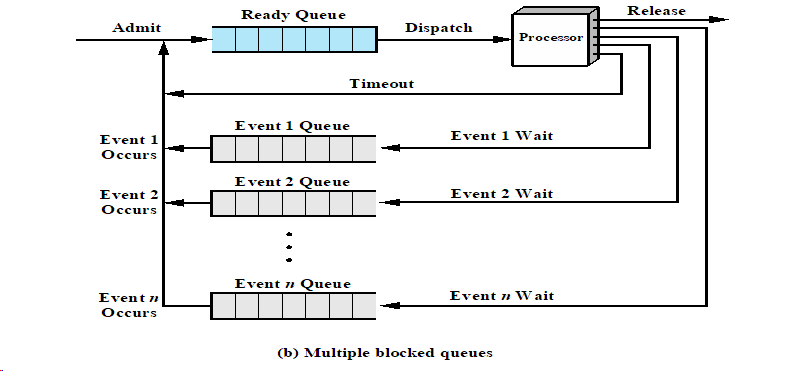 Release
Ready Queue
Admit
Dispatch
Processor
Timeout
Event 1 Queue
Event 1 Wait
Event 1
Occurs
Event 2 Queue
Event 2 Wait
Event 2
Occurs
Event n Queue
Event n Wait
Event n
Occurs
(b) Multiple blocked queues